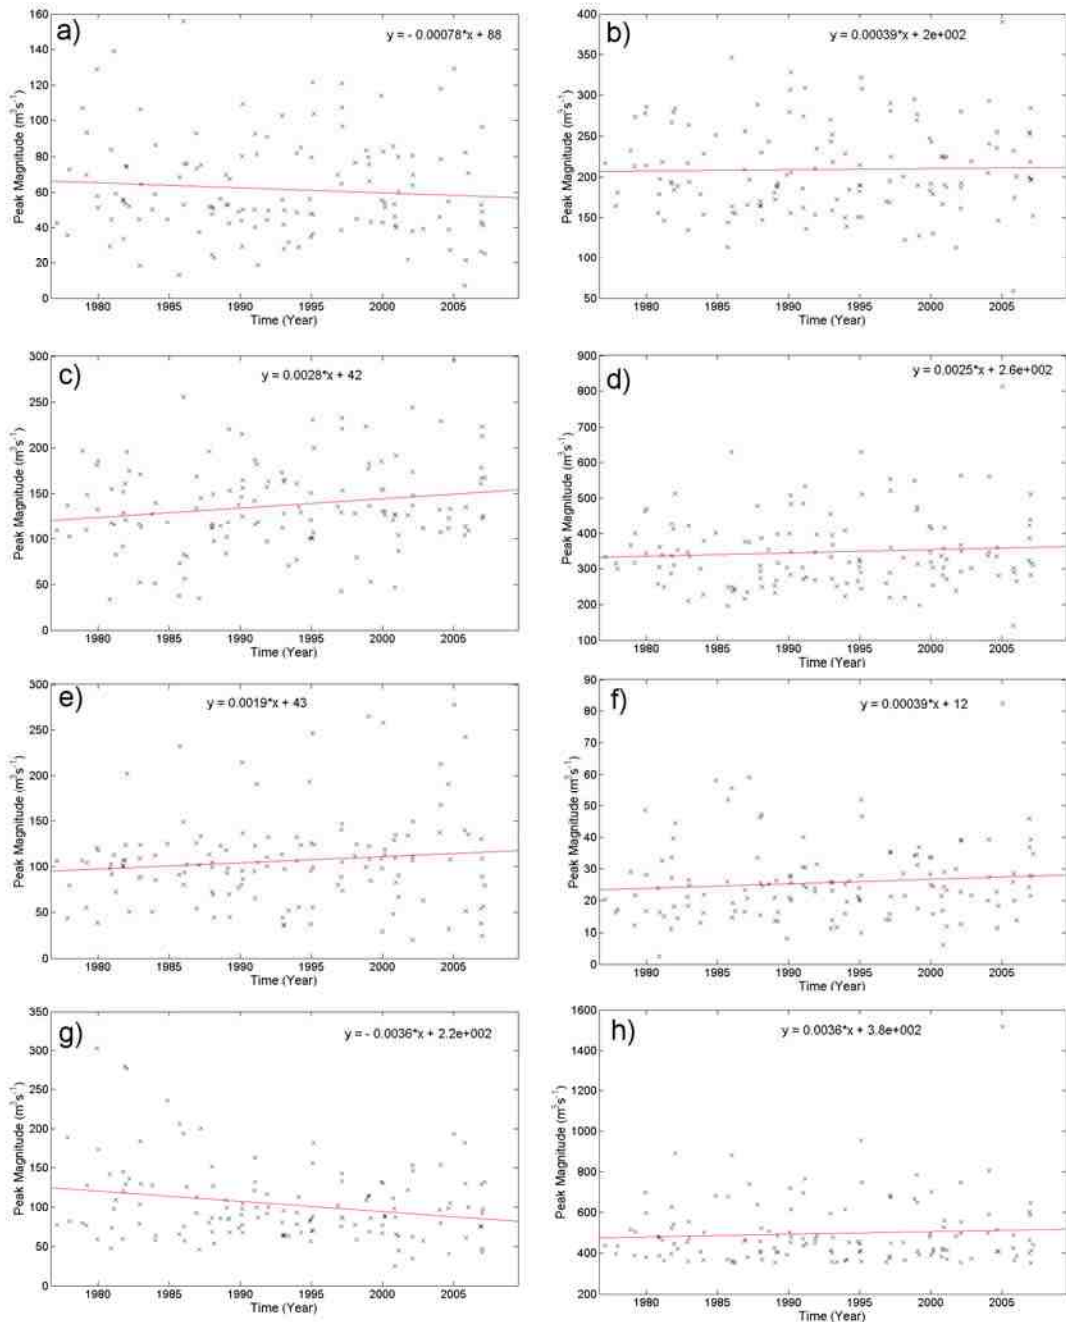 a)
y = - 0.00078*x + 88
160
140
120
100
80
60
40
20
0
Peak Magnitude (m³s⁻¹)
1980 1985 1990 1995 2000 2005
Time (Year)
b)
y = 0.00039*x + 2e+002
400
350
300
250
200
150
100
50
Peak Magnitude (m³s⁻¹)
1980 1985 1990 1995 2000 2005
Time (Year)
c)
y = 0.0028*x + 42
300
250
200
150
100
50
0
Peak Magnitude (m³s⁻¹)
1980 1985 1990 1995 2000 2005
Time (Year)
d)
y = 0.0025*x + 2.6e+002
900
800
700
600
500
400
300
200
100
Peak Magnitude (m³s⁻¹)
1980 1985 1990 1995 2000 2005
Time (Year)
e)
y = 0.0019*x + 43
300
250
200
150
100
50
0
Peak Magnitude (m³s⁻¹)
1980 1985 1990 1995 2000 2005
Time (Year)
f)
y = 0.00039*x + 12
90
80
70
60
50
40
30
20
10
0
Peak Magnitude (m³s⁻¹)
1980 1985 1990 1995 2000 2005
Time (Year)
g)
y = - 0.0036*x + 2.2e+002
350
300
250
200
150
100
50
0
Peak Magnitude (m³s⁻¹)
1980 1985 1990 1995 2000 2005
Time (Year)
h)
y = 0.0036*x + 3.8e+002
1600
1400
1200
1000
800
600
400
200
Peak Magnitude (m³s⁻¹)
1980 1985 1990 1995 2000 2005
Time (Year)